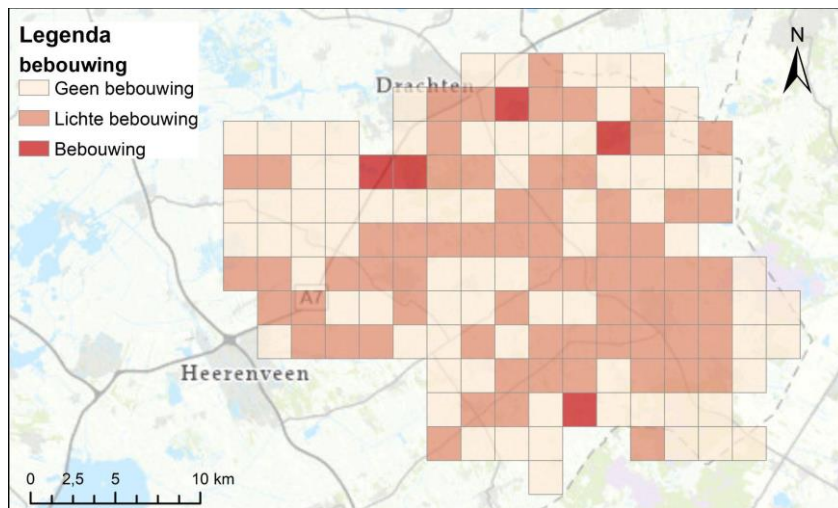 Legenda
bebouwing
Geen bebouwing
Lichte bebouwing
Bebouwing
Drachten
N
A7
Heerenveen
0 2,5 5 10 km